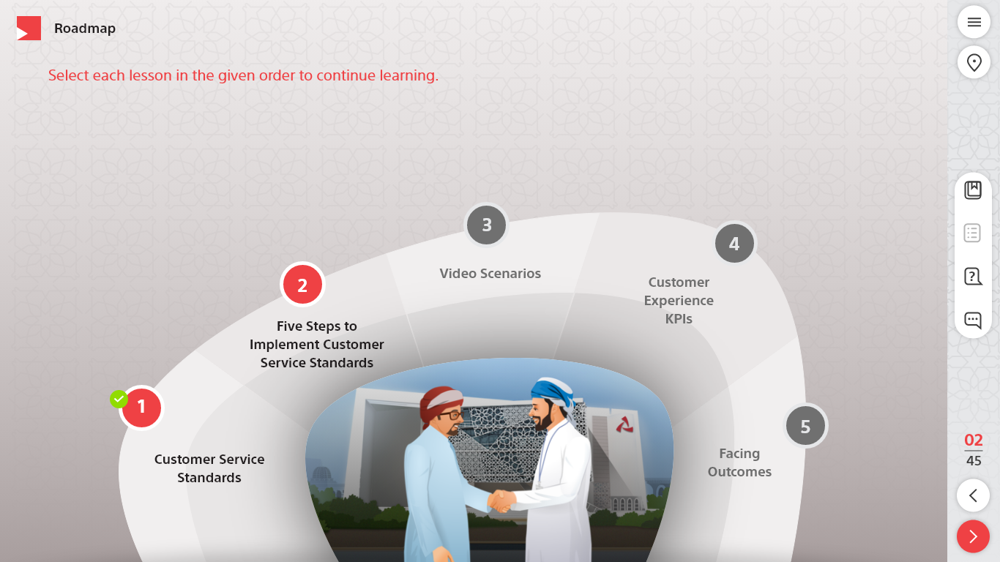 Roadmap
Select each lesson in the given order to continue learning.
3
Video Scenarios
4
Customer
Experience
KPIs
2
Five Steps to
Implement Customer
Service Standards
1
Customer Service
Standards
5
Facing
Outcomes
02
45